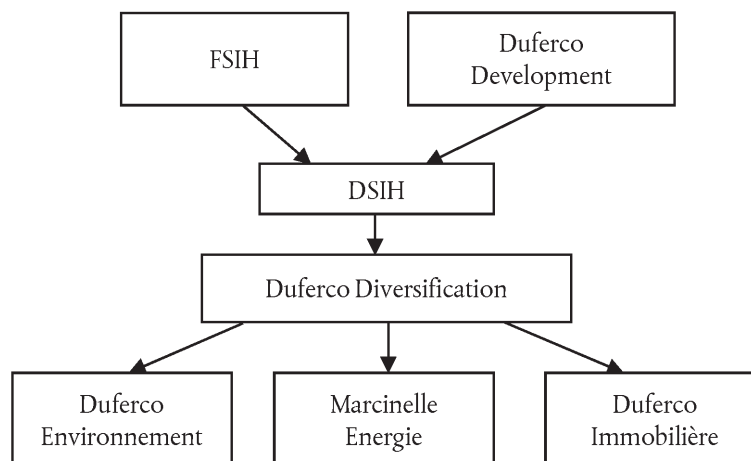 FSIH
Duferco
Development
DSIH
Duferco Diversification
Duferco
Environnement
Marcinelle
Energie
Duferco
Immobilière